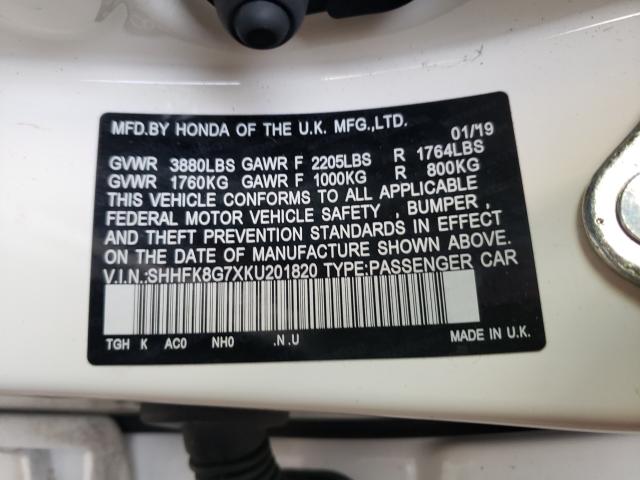 MFD.BY HONDA OF THE U.K. MFG.,LTD. 01/'19
GVWR 3880LBS GAWR F 2205LBS R 1764LBS
GVWR 1760KG GAWR F 1000KG R 800KG
THIS VEHICLE CONFORMS TO ALL APPLICABLE
FEDERAL MOTOR VEHICLE SAFETY , BUMPER ,
AND THEFT PREVENTION STANDARDS IN EFFECT
ON THE DATE OF MANUFACTURE SHOWN ABOVE.
V.I.N.:SHHFK8G7XKU201820 TYPE:PASSENGER CAR
TGH K AC0 NH0 .N.U MADE IN U.K.